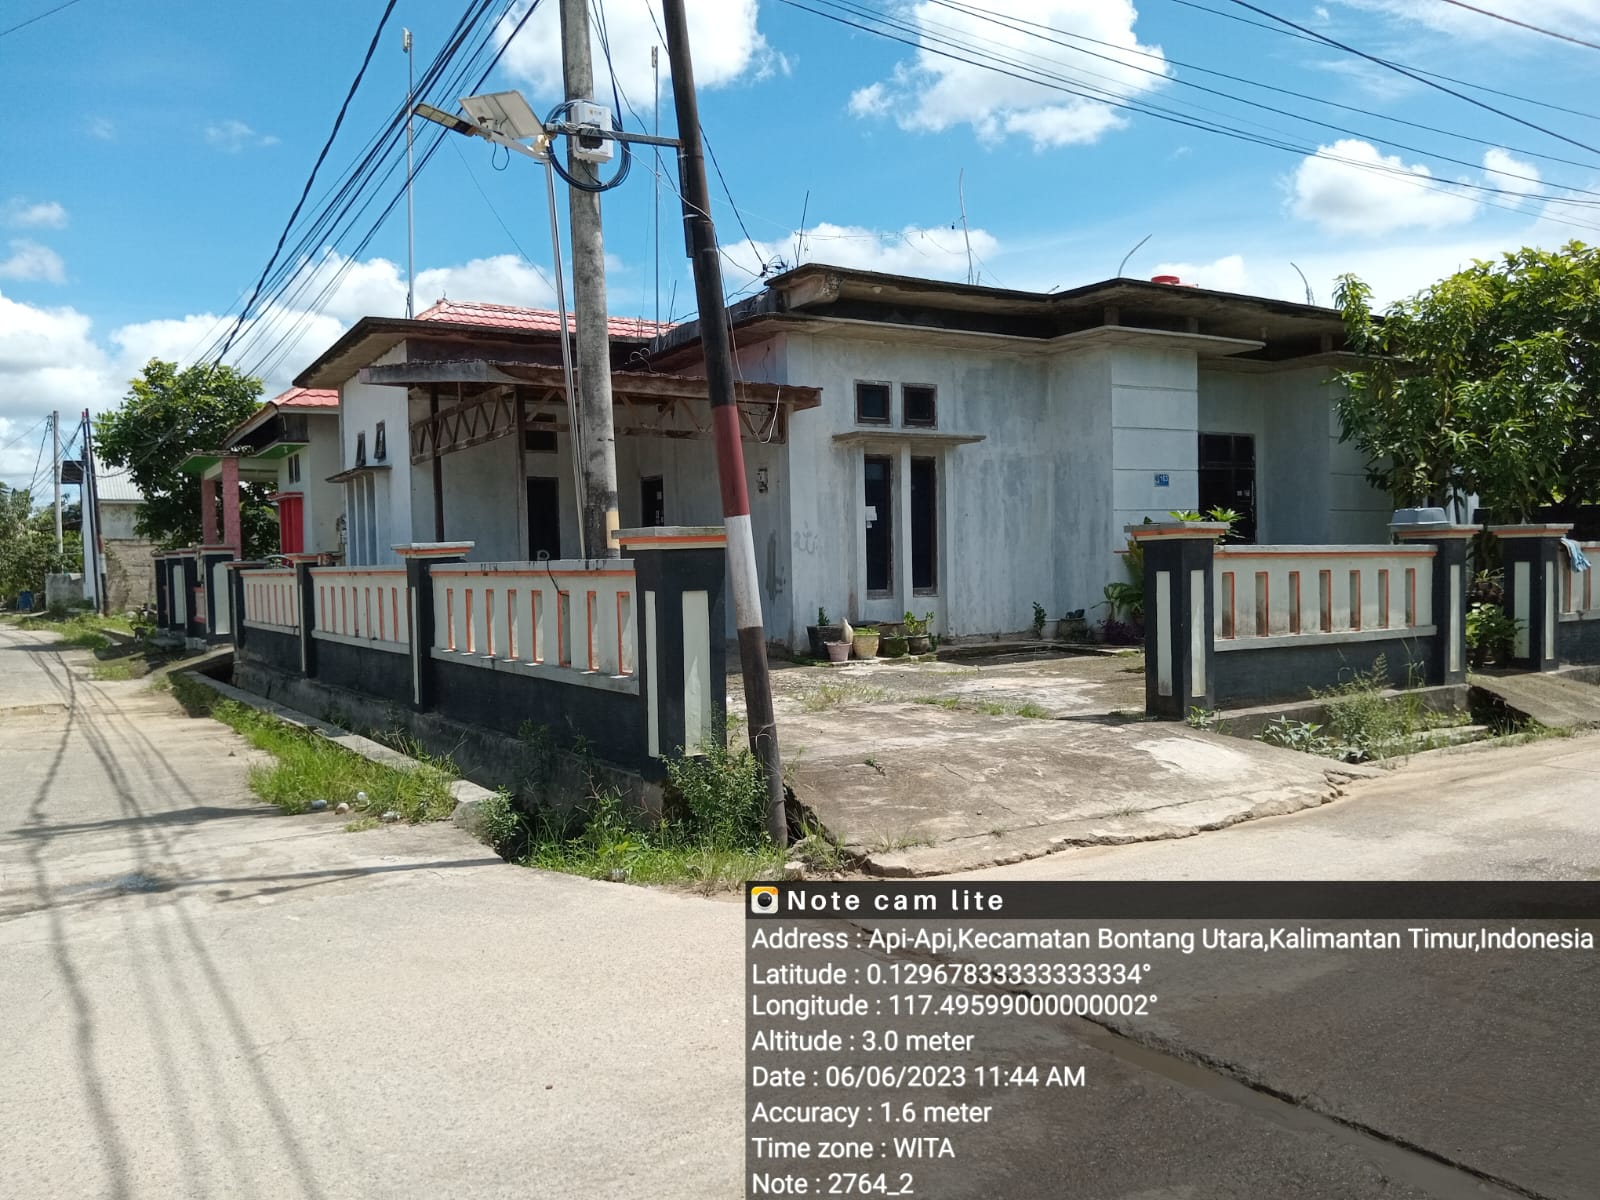 Note cam lite
Address : Api-Api,Kecamatan Bontang Utara,Kalimantan Timur,Indonesia
Latitude : 0.12967833333333334°
Longitude : 117.49599000000002°
Altitude : 3.0 meter
Date : 06/06/2023 11:44 AM
Accuracy : 1.6 meter
Time zone : WITA
Note : 2764_2